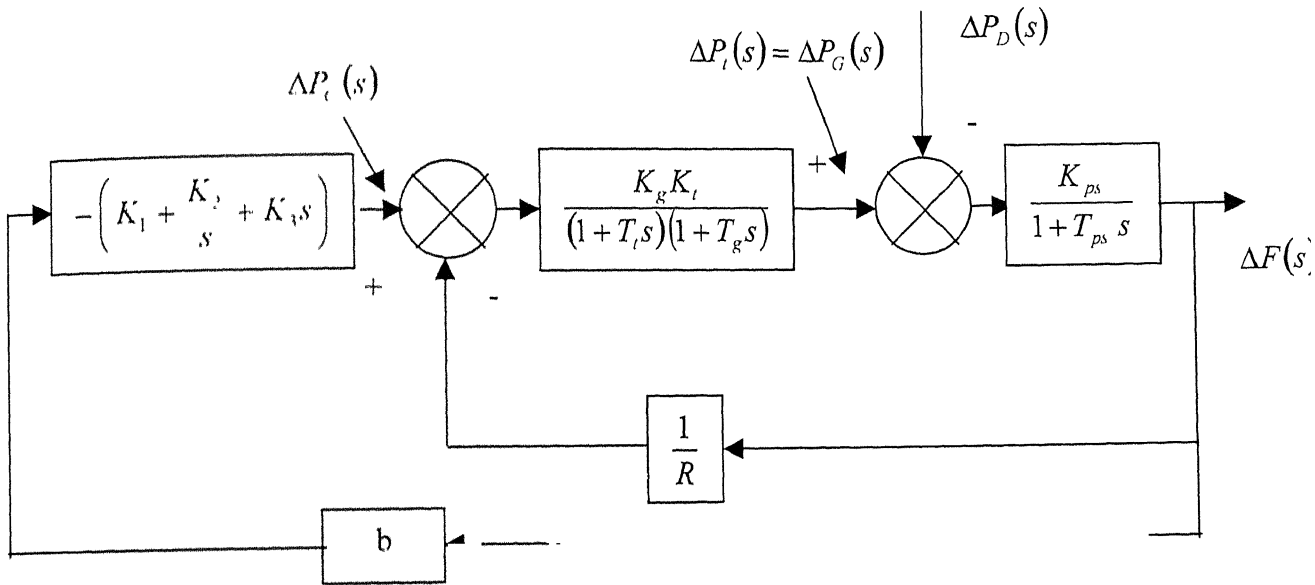 ΔP_D(s)
ΔP_t(s) = ΔP_G(s)
ΔP_c(s)
-
+
-(K_1 + K_2/s + K_3 s)
K_g K_t / (1 + T_t s)(1 + T_g s)
K_ps / (1 + T_ps s)
ΔF(s)
+
-
1/R
b